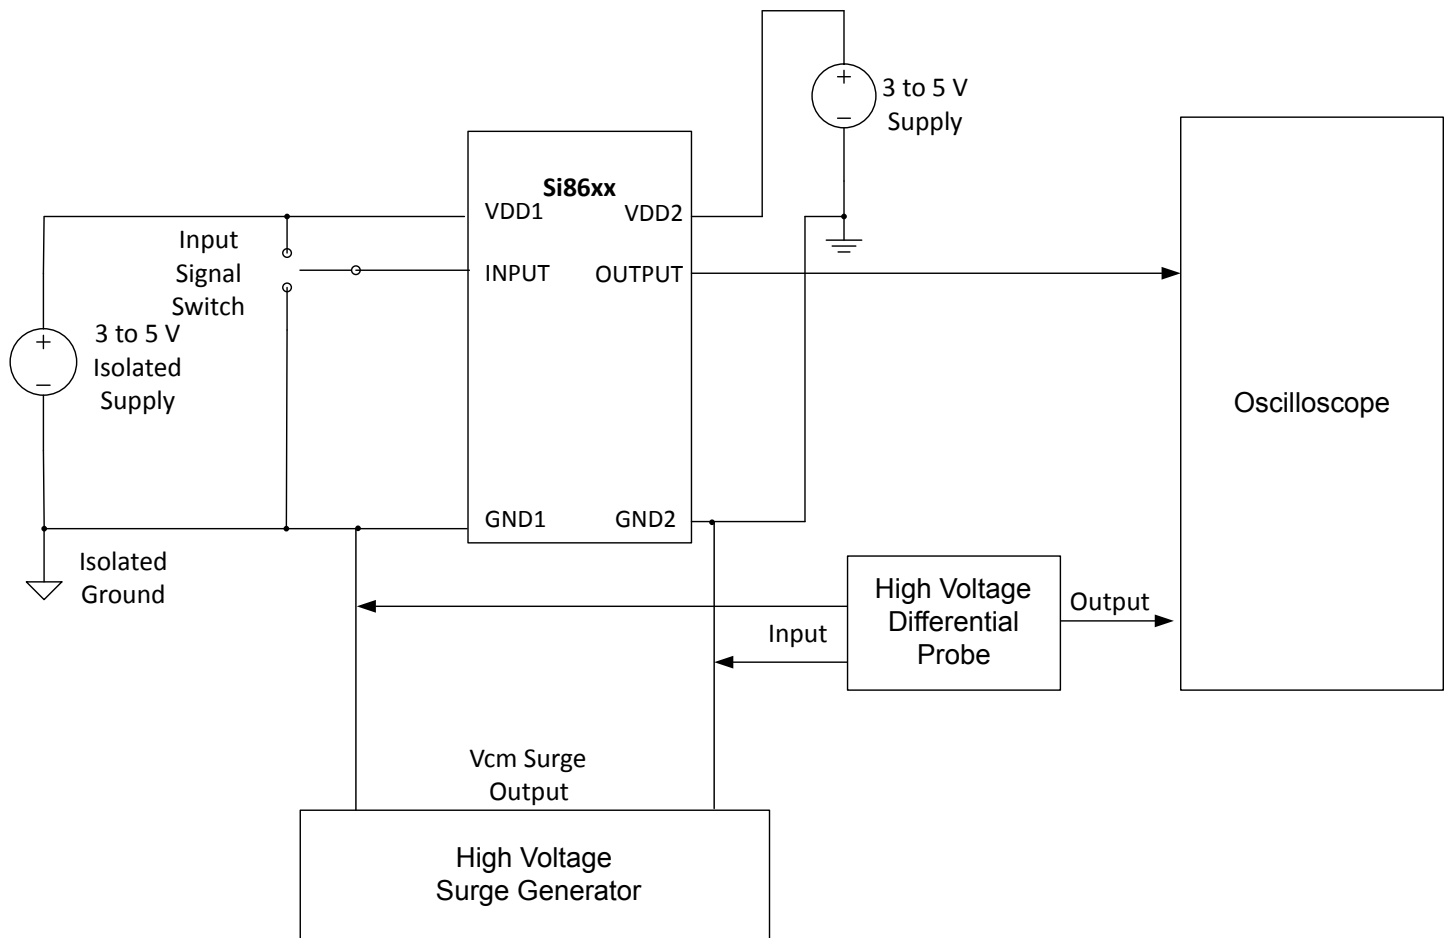 3 to 5 V
Supply
Si86xx
VDD1
VDD2
Input
Signal
Switch
INPUT
OUTPUT
+
−
3 to 5 V
Isolated
Supply
+
−
Oscilloscope
GND1
GND2
Isolated
Ground
High Voltage
Differential
Probe
Input
Output
Vcm Surge
Output
High Voltage
Surge Generator